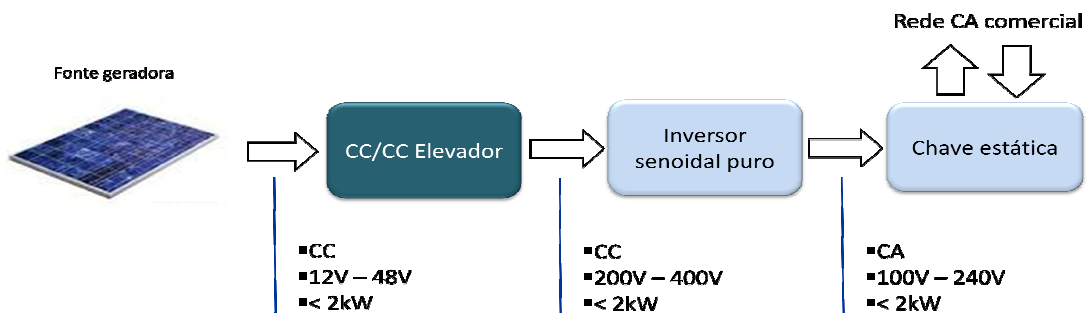 Rede CA comercial
Fonte geradora
CC/CC Elevador
Inversor
senoidal puro
Chave estática
▪CC
▪12V – 48V
▪< 2kW
▪CC
▪200V – 400V
▪< 2kW
▪CA
▪100V – 240V
▪< 2kW